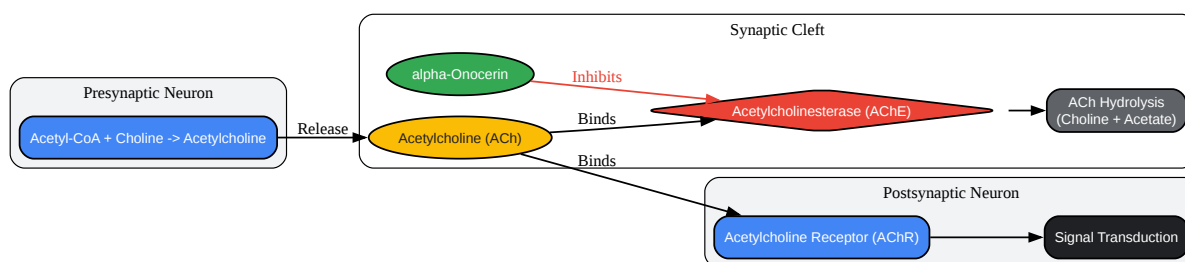 Synaptic Cleft
alpha-Onocerin
Inhibits
Presynaptic Neuron
Acetyl-CoA + Choline -> Acetylcholine
Release
Acetylcholine (ACh)
Binds
Acetylcholinesterase (AChE)
ACh Hydrolysis
(Choline + Acetate)
Binds
Postsynaptic Neuron
Acetylcholine Receptor (AChR)
Signal Transduction